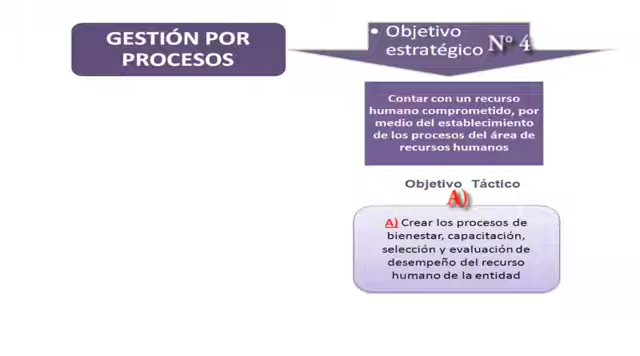 GESTIÓN POR
PROCESOS
• Objetivo
estratégico N° 4
Contar con un recurso
humano comprometido, por
medio del establecimiento
de los procesos del área de
recursos humanos
Objetivo Táctico
A)
A) Crear los procesos de
bienestar, capacitación,
selección y evaluación de
desempeño del recurso
humano de la entidad